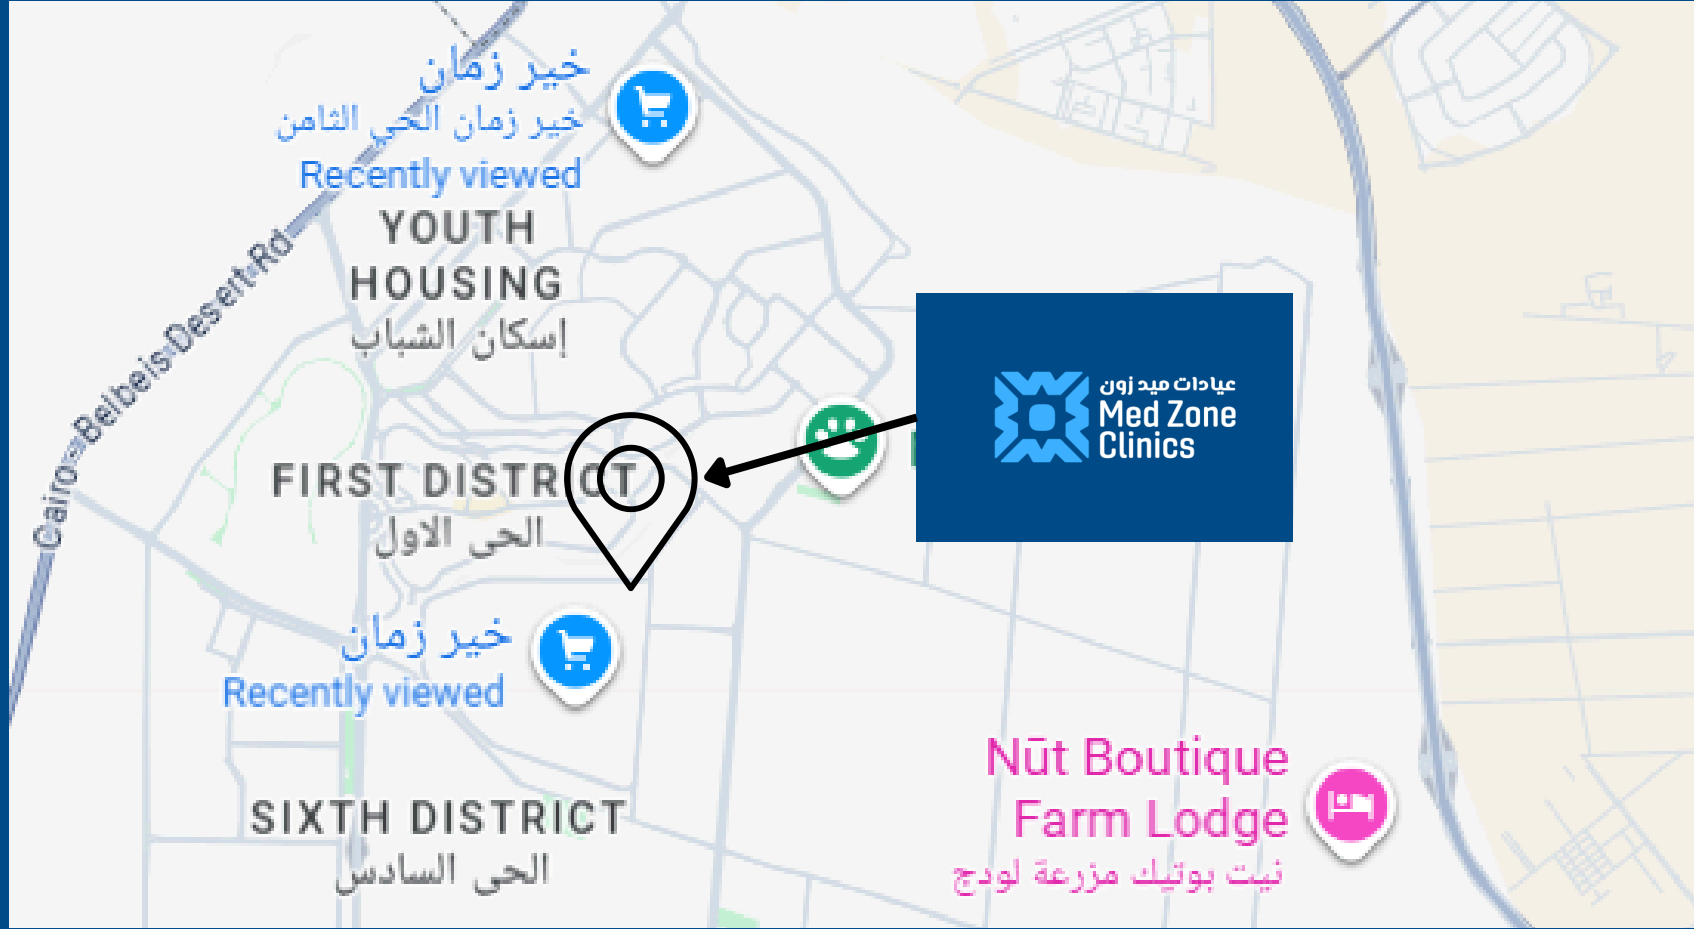 خير زمان
خير زمان الحي الثامن
Recently viewed
YOUTH
HOUSING
إسكان الشباب
Cairo - Belbeis Desert Rd
عيادات ميد زون
Med Zone
Clinics
FIRST DISTRICT
الحى الاول
خير زمان
Recently viewed
Nūt Boutique
Farm Lodge
نيت بوتيك مزرعة لودج
SIXTH DISTRICT
الحى السادس